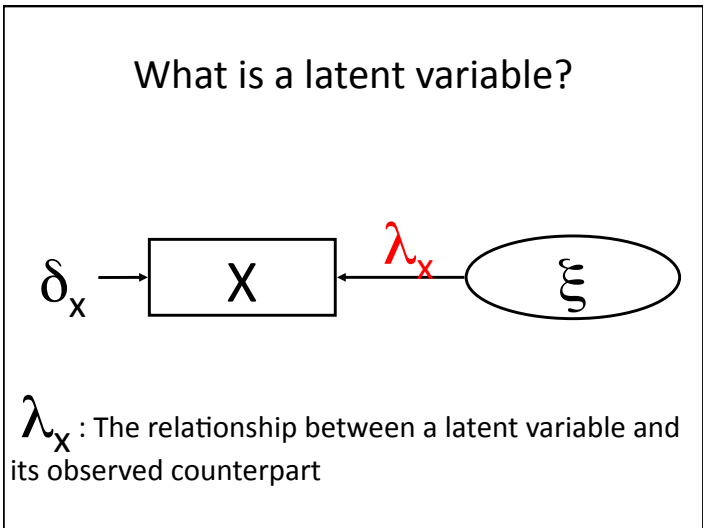 What is a latent variable?
δx X λx ξ
λx : The relationship between a latent variable and
its observed counterpart